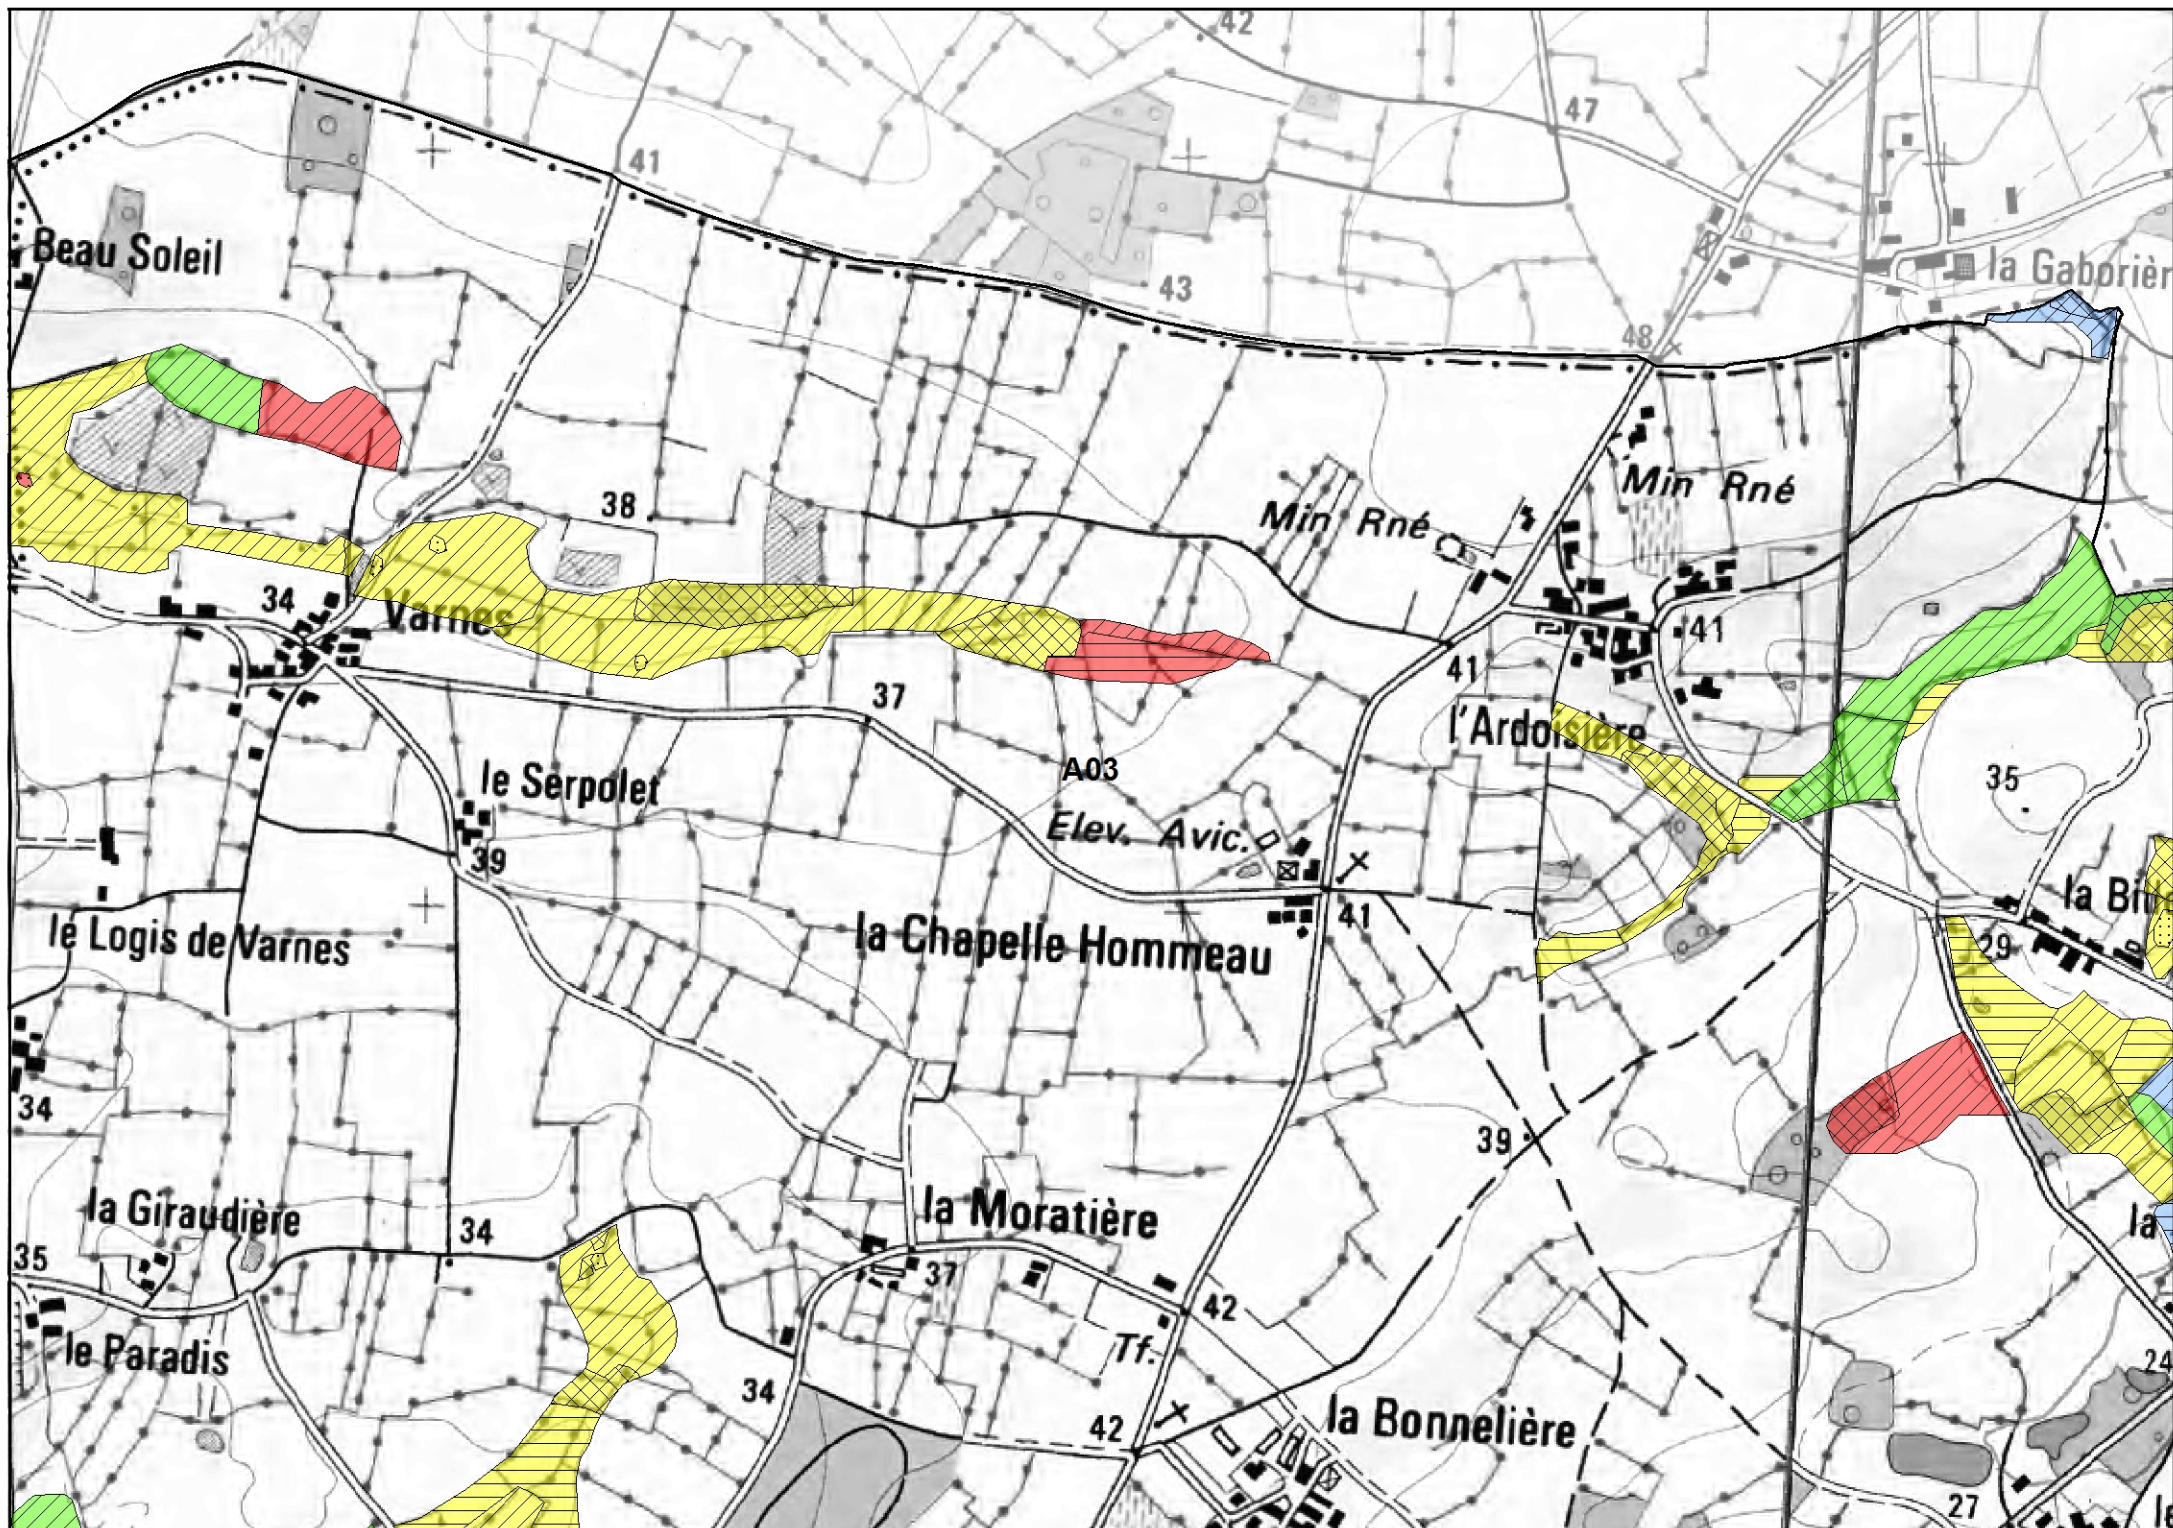 42
47
41
Beau Soleil
43
la Gaborièr
48
38
Min Rné
Min Rné
34
Varnes
41
41
37
l'Ardoisière
A03
le Serpolet
35
Elev. Avic.
39
la Bin
41
la Chapelle Hommeau
le Logis de Varnes
29
34
39
la Giraudière
la Moratière
la
34
35
37
42
Tf.
le Paradis
24
34
42
la Bonnelière
27
le